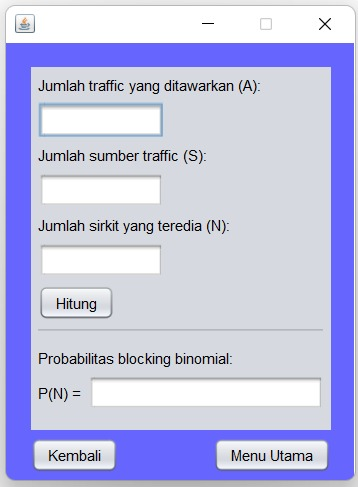 Jumlah traffic yang ditawarkan (A):
Jumlah sumber traffic (S):
Jumlah sirkit yang teredia (N):
Hitung
Probabilitas blocking binomial:
P(N) =
Kembali
Menu Utama